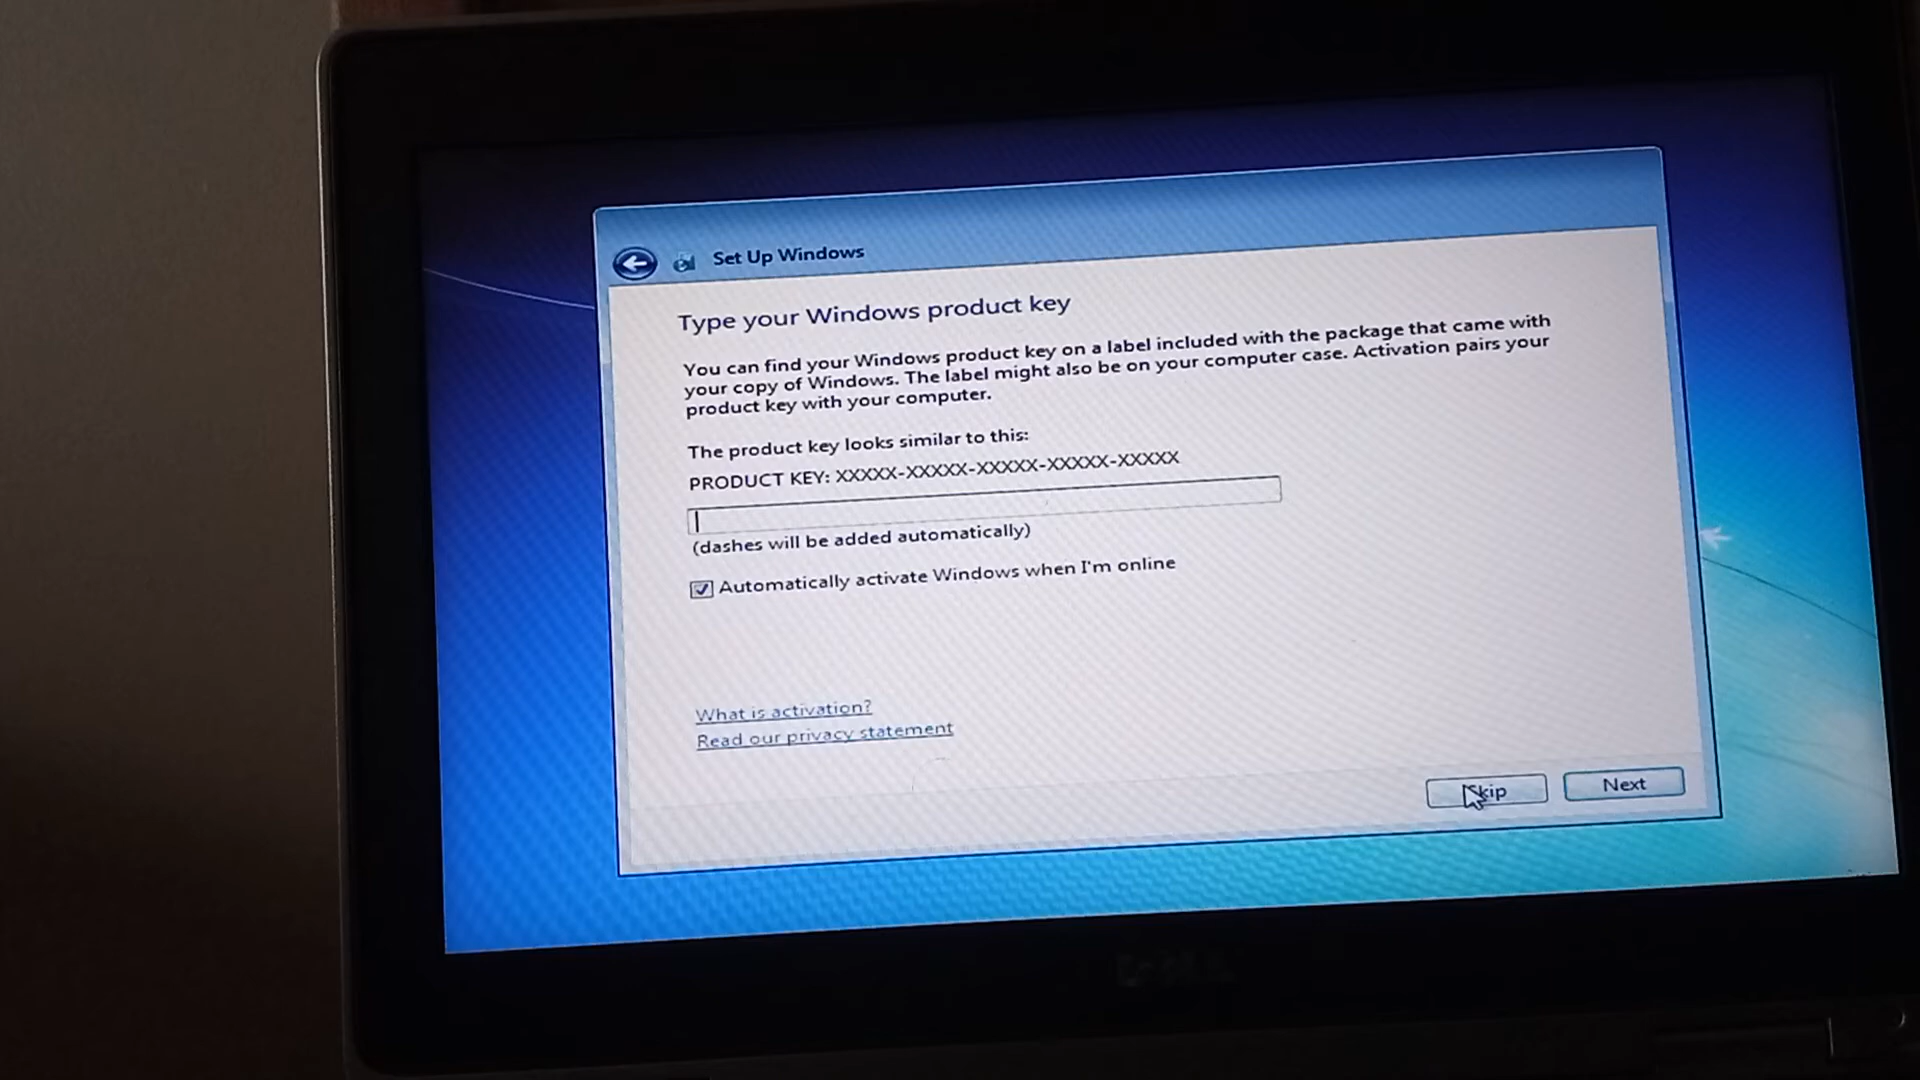 Set Up Windows
Type your Windows product key
You can find your Windows product key on a label included with the package that came with
your copy of Windows. The label might also be on your computer case. Activation pairs your
product key with your computer.
The product key looks similar to this:
PRODUCT KEY: XXXXX-XXXXX-XXXXX-XXXXX-XXXXX
(dashes will be added automatically)
Automatically activate Windows when I'm online
What is activation?
Read our privacy statement
Skip
Next
DELL